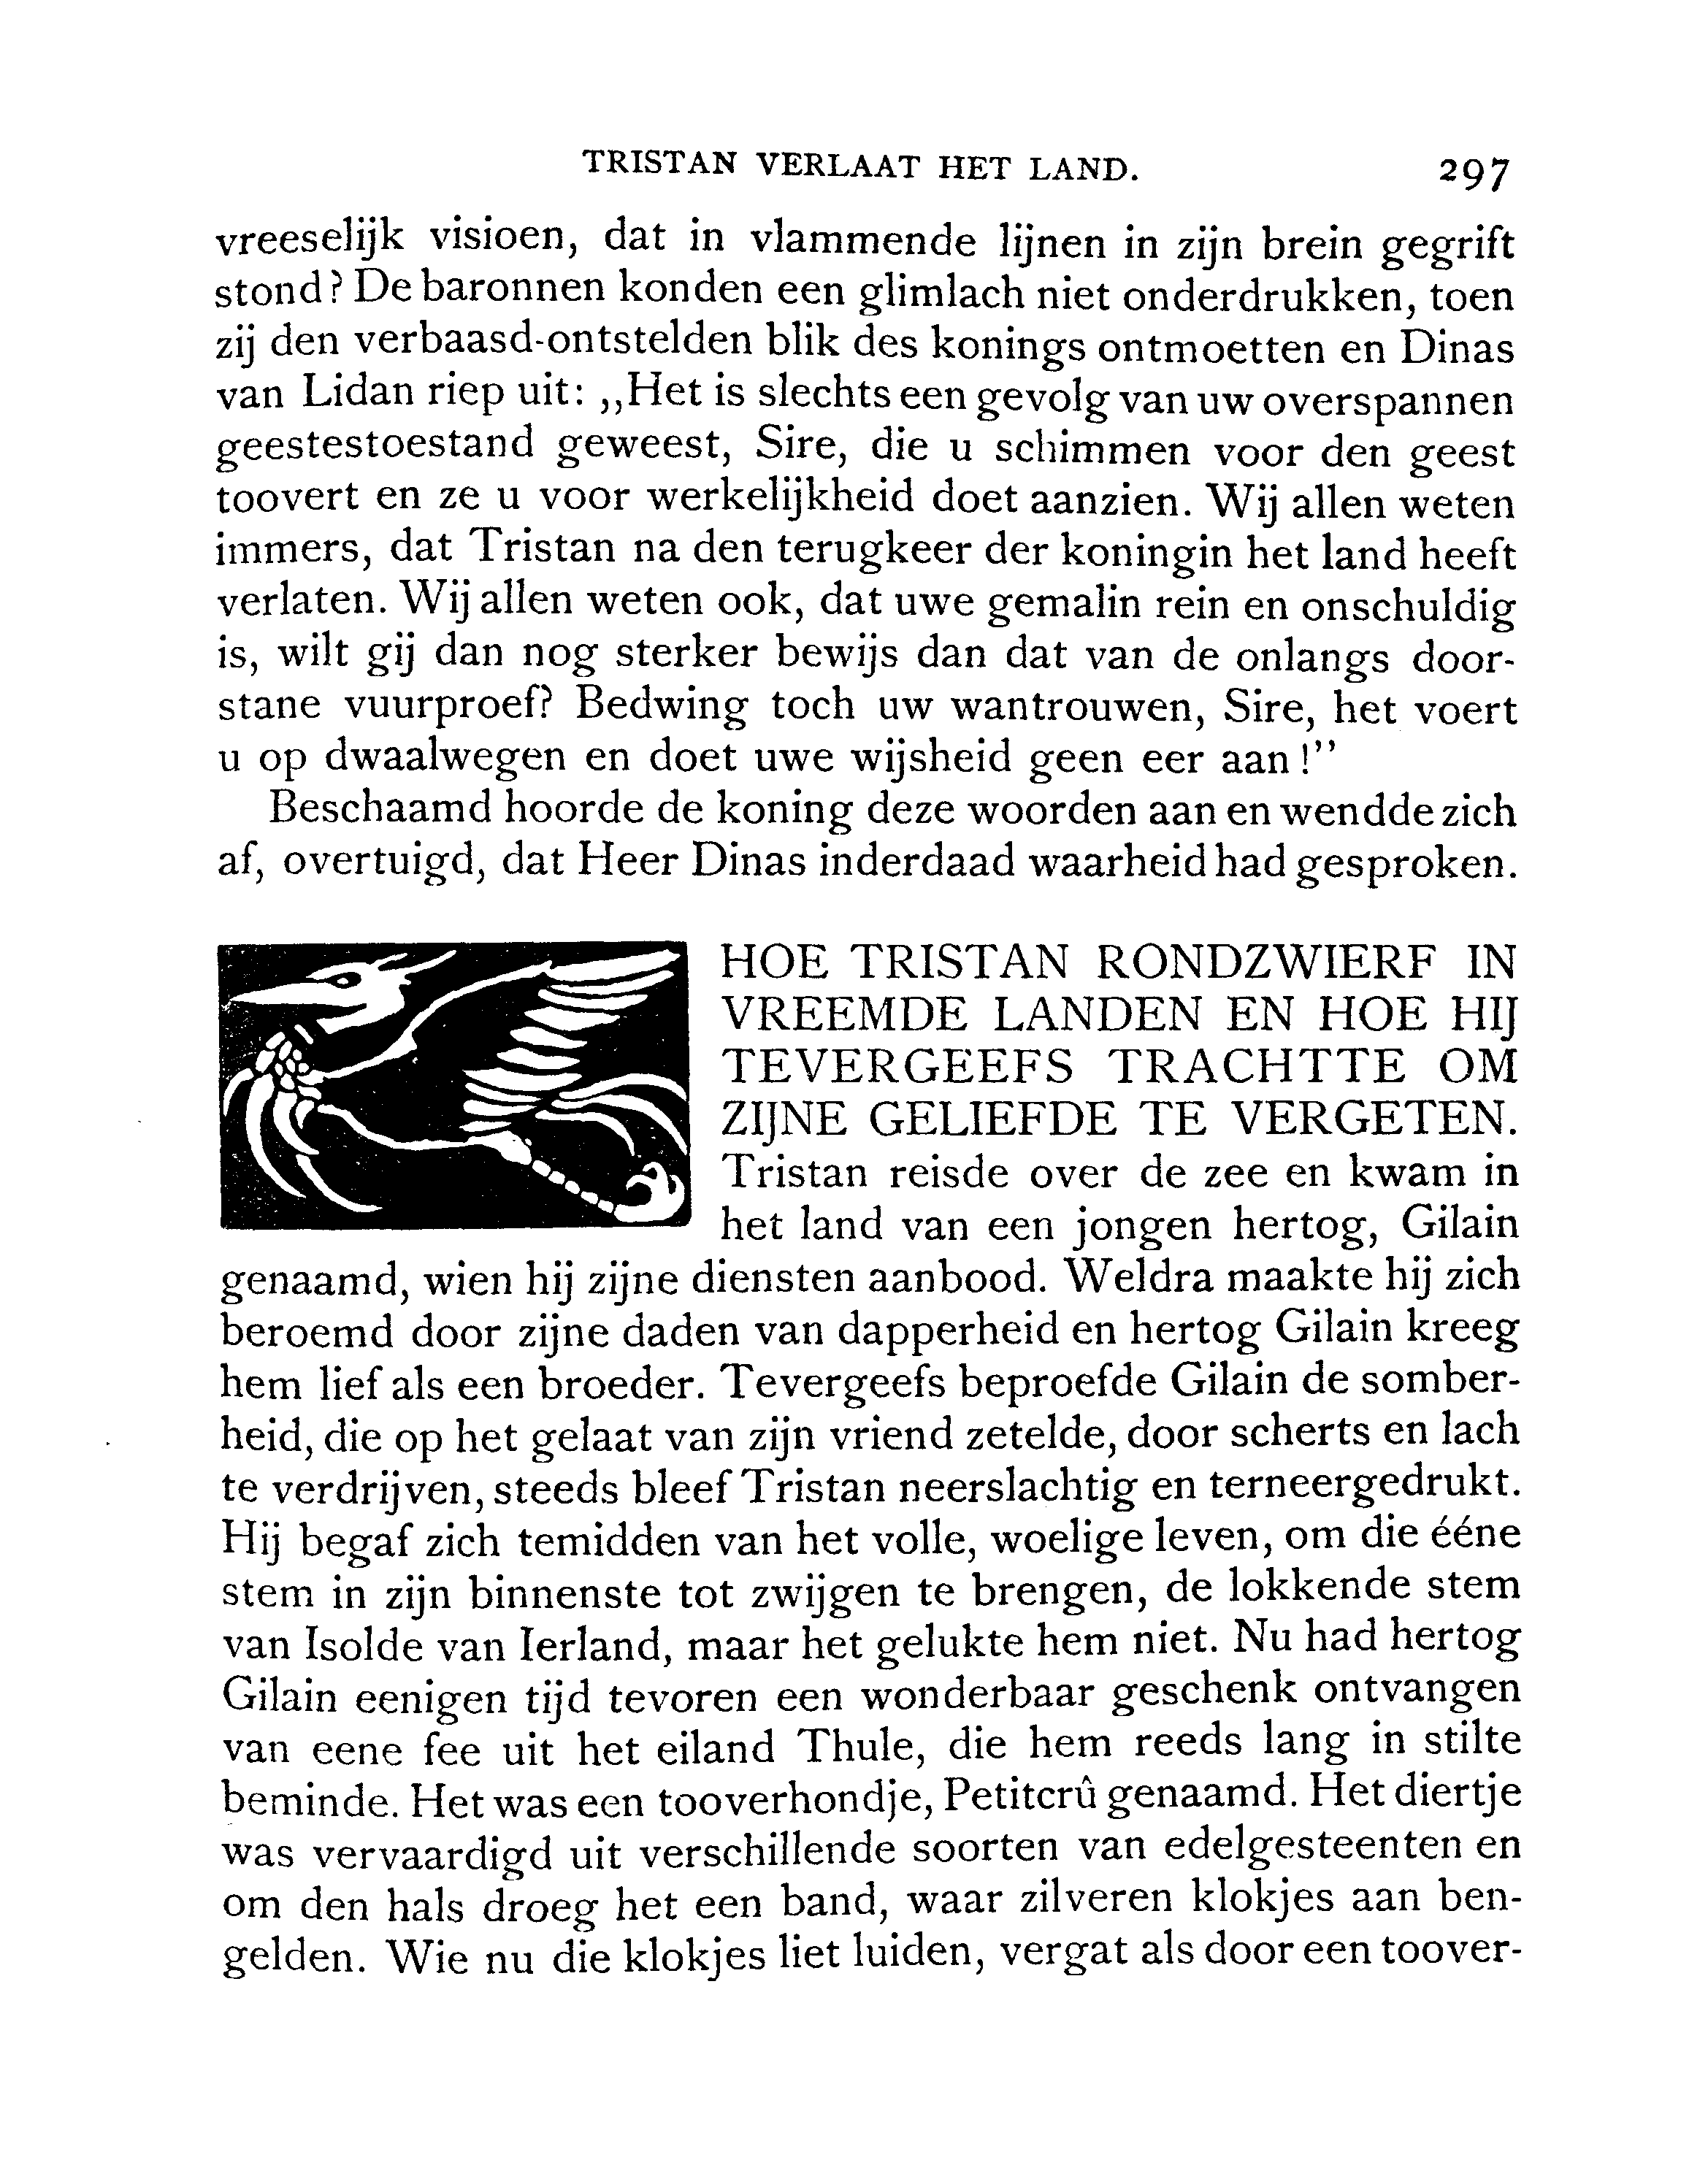 TRISTAN VERLAAT HET LAND. 297
vreeselijk visioen, dat in vlammende lijnen in zijn brein gegrift
stond? De baronnen konden een glimlach niet onderdrukken, toen
zij den verbaasd-ontstelden blik des konings ontmoetten en Dinas
van Lidan riep uit: ,,Het is slechts een gevolg van uw overspannen
geestestoestand geweest, Sire, die u schimmen voor den geest
toovert en ze u voor werkelijkheid doet aanzien. Wij allen weten
immers, dat Tristan na den terugkeer der koningin het land heeft
verlaten. Wij allen weten ook, dat uwe gemalin rein en onschuldig
is, wilt gij dan nog sterker bewijs dan dat van de onlangs door-
stane vuurproef? Bedwing toch uw wantrouwen, Sire, het voert
u op dwaalwegen en doet uwe wijsheid geen eer aan!”
Beschaamd hoorde de koning deze woorden aan en wendde zich
af, overtuigd, dat Heer Dinas inderdaad waarheid had gesproken.
HOE TRISTAN RONDZWIERF IN
VREEMDE LANDEN EN HOE HIJ
TEVERGEEFS TRACHTTE OM
ZIJNE GELIEFDE TE VERGETEN.
Tristan reisde over de zee en kwam in
het land van een jongen hertog, Gilain
genaamd, wien hij zijne diensten aanbood. Weldra maakte hij zich
beroemd door zijne daden van dapperheid en hertog Gilain kreeg
hem lief als een broeder. Tevergeefs beproefde Gilain de somber-
heid, die op het gelaat van zijn vriend zetelde, door scherts en lach
te verdrijven, steeds bleef Tristan neerslachtig en terneergedrukt.
Hij begaf zich temidden van het volle, woelige leven, om die ééne
stem in zijn binnenste tot zwijgen te brengen, de lokkende stem
van Isolde van Ierland, maar het gelukte hem niet. Nu had hertog
Gilain eenigen tijd tevoren een wonderbaar geschenk ontvangen
van eene fee uit het eiland Thule, die hem reeds lang in stilte
beminde. Het was een tooverhondje, Petitcrû genaamd. Het diertje
was vervaardigd uit verschillende soorten van edelgesteenten en
om den hals droeg het een band, waar zilveren klokjes aan ben-
gelden. Wie nu die klokjes liet luiden, vergat als door een toover-